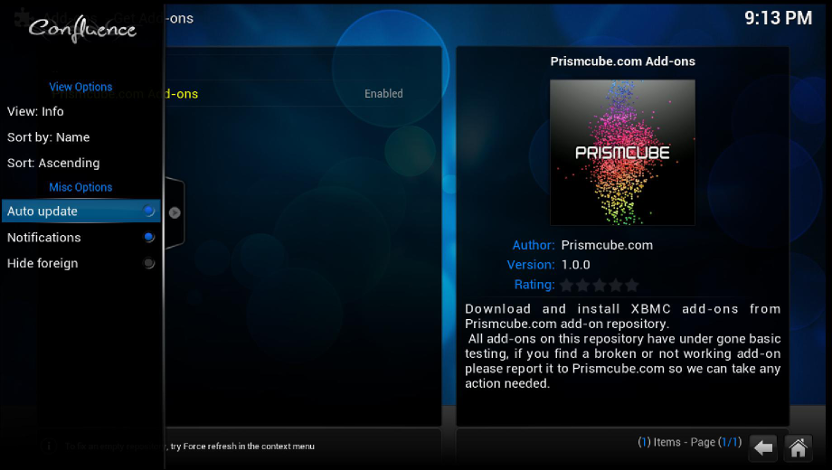 Confluence
Get Add-ons
9:13 PM
View Options
View: Info
Sort by: Name
Sort: Ascending
Misc Options
Auto update
Notifications
Hide foreign
Prismcube.com Add-ons
Enabled
Prismcube.com Add-ons
PRISMCUBE
Author: Prismcube.com
Version: 1.0.0
Rating:
Download and install XBMC add-ons from
Prismcube.com add-on repository.
All add-ons on this repository have under gone basic
testing, if you find a broken or not working add-on
please report it to Prismcube.com so we can take any
action needed.
, try Force refresh in the context menu
(1) Items - Page (1/1)